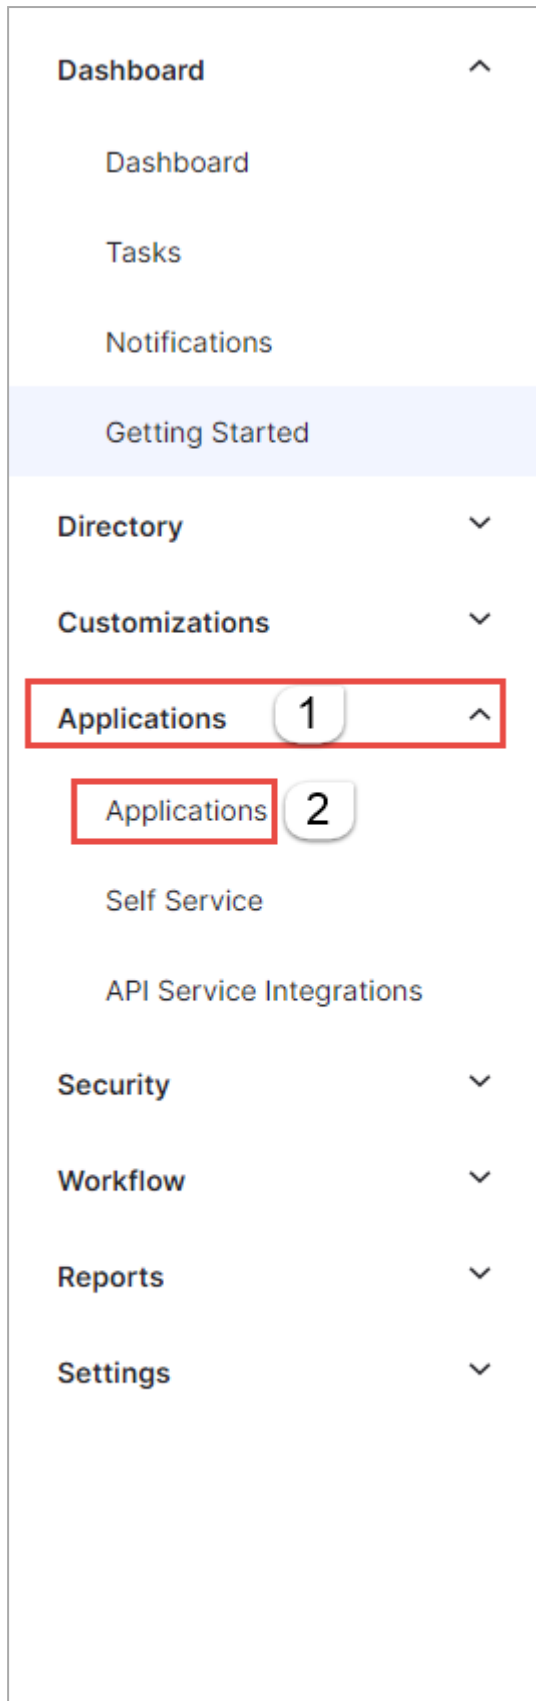 Dashboard
Dashboard
Tasks
Notifications
Getting Started
Directory
Customizations
Applications 1
Applications 2
Self Service
API Service Integrations
Security
Workflow
Reports
Settings